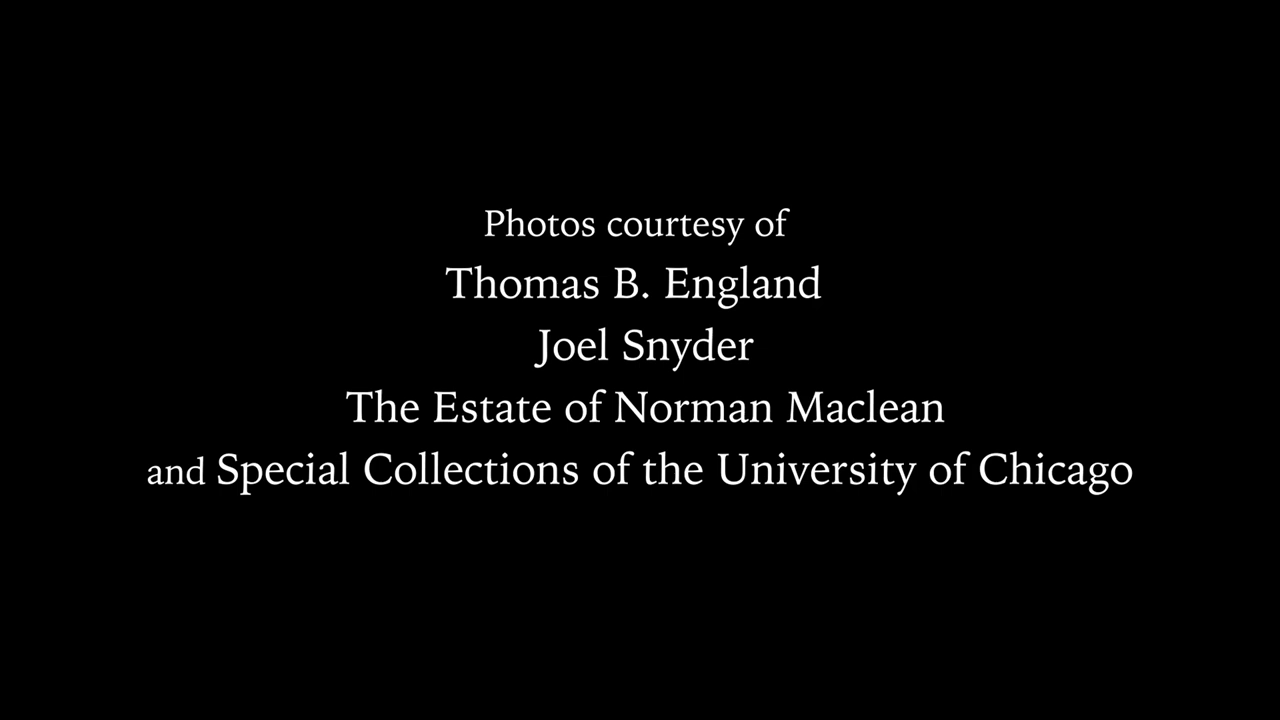 Photos courtesy of
Thomas B. England
Joel Snyder
The Estate of Norman Maclean
and Special Collections of the University of Chicago